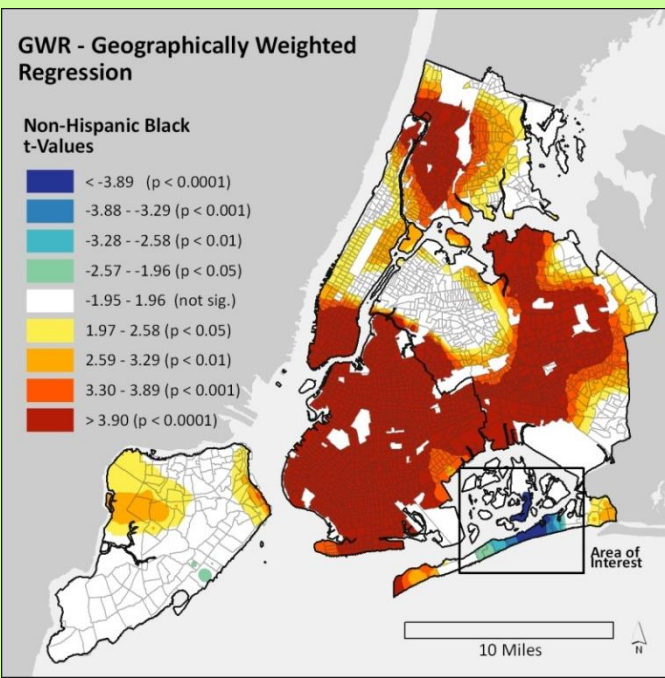 GWR - Geographically Weighted
Regression
Non-Hispanic Black
t-Values
< -3.89 (p < 0.0001)
-3.88 - -3.29 (p < 0.001)
-3.28 - -2.58 (p < 0.01)
-2.57 - -1.96 (p < 0.05)
-1.95 - 1.96 (not sig.)
1.97 - 2.58 (p < 0.05)
2.59 - 3.29 (p < 0.01)
3.30 - 3.89 (p < 0.001)
> 3.90 (p < 0.0001)
Area of
Interest
10 Miles
N